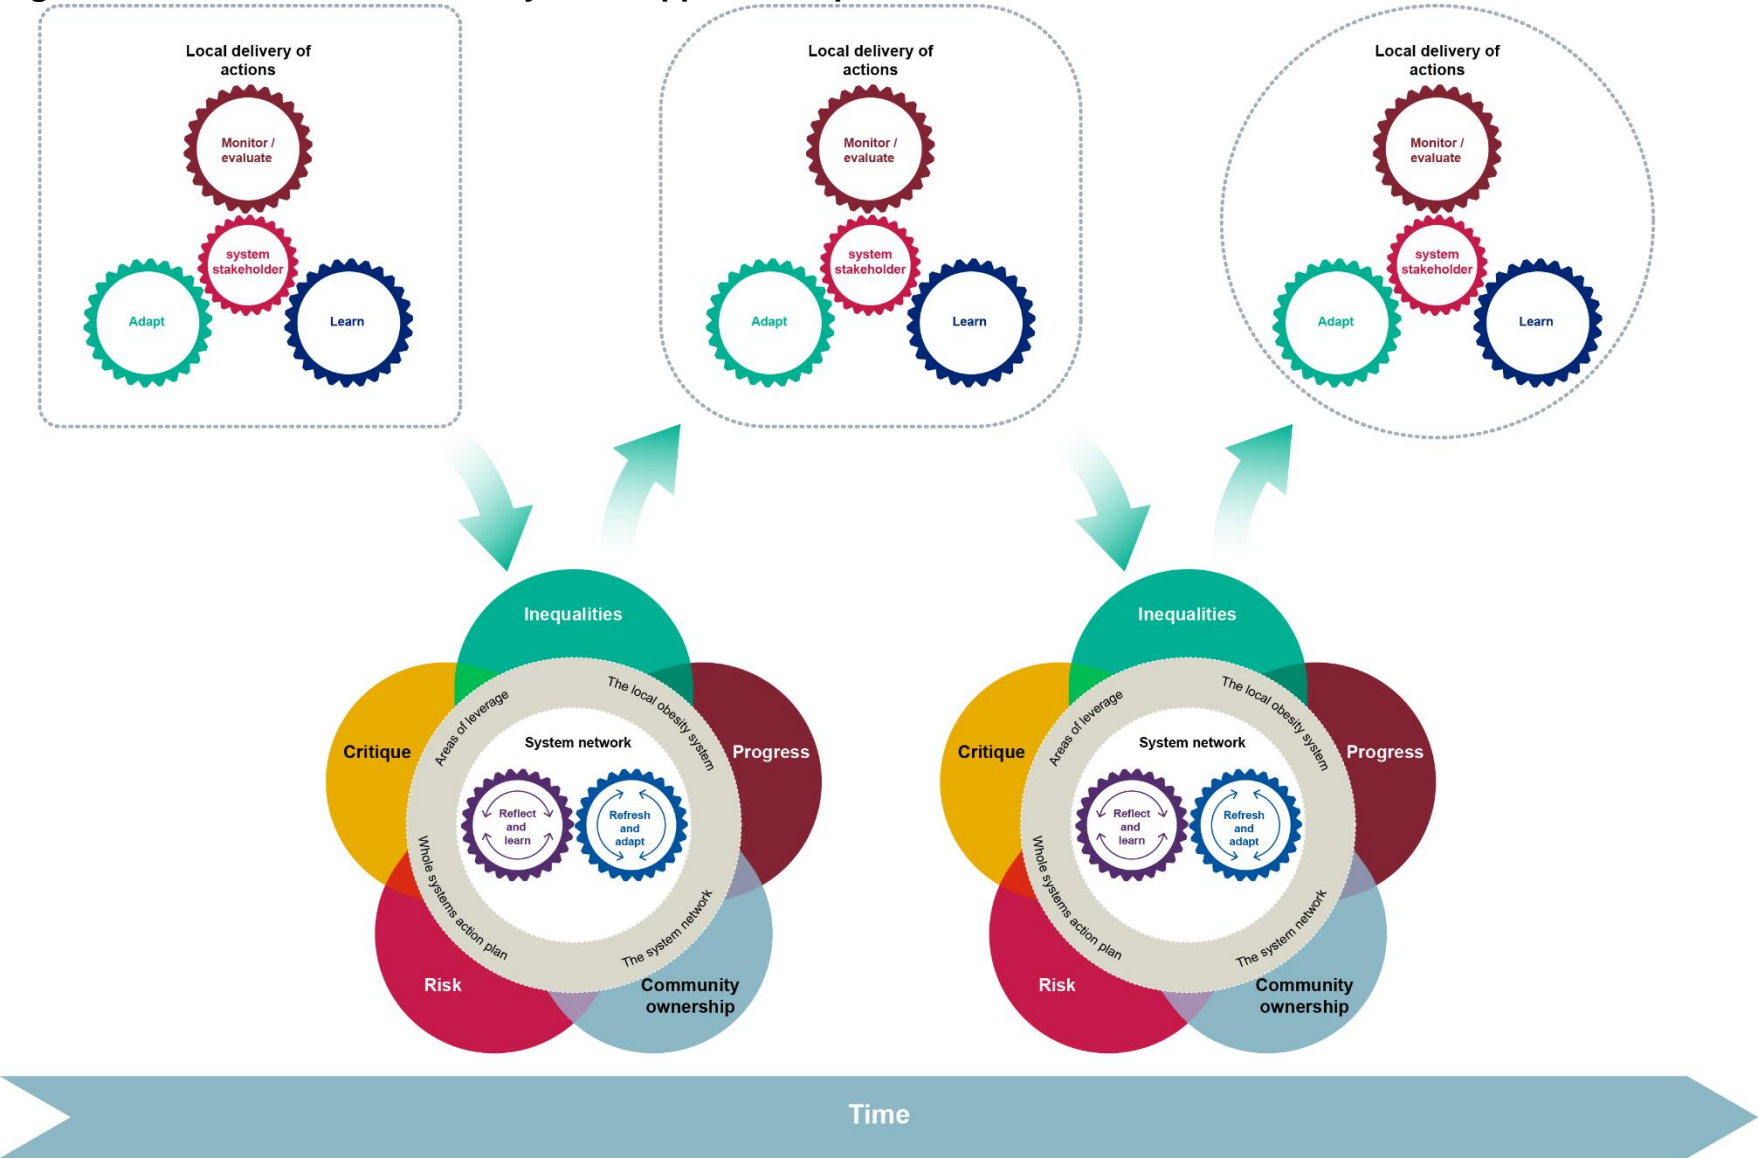 Local delivery of
actions
Monitor /
evaluate
system
stakeholder
Adapt
Learn
Local delivery of
actions
Monitor /
evaluate
system
stakeholder
Adapt
Learn
Local delivery of
actions
Monitor /
evaluate
system
stakeholder
Adapt
Learn
Inequalities
Critique
Progress
Risk
Community
ownership
Areas of leverage
The local obesity system
Whole systems action plan
The system network
System network
Reflect
and
learn
Refresh
and
adapt
Inequalities
Critique
Progress
Risk
Community
ownership
Areas of leverage
The local obesity system
Whole systems action plan
The system network
System network
Reflect
and
learn
Refresh
and
adapt
Time